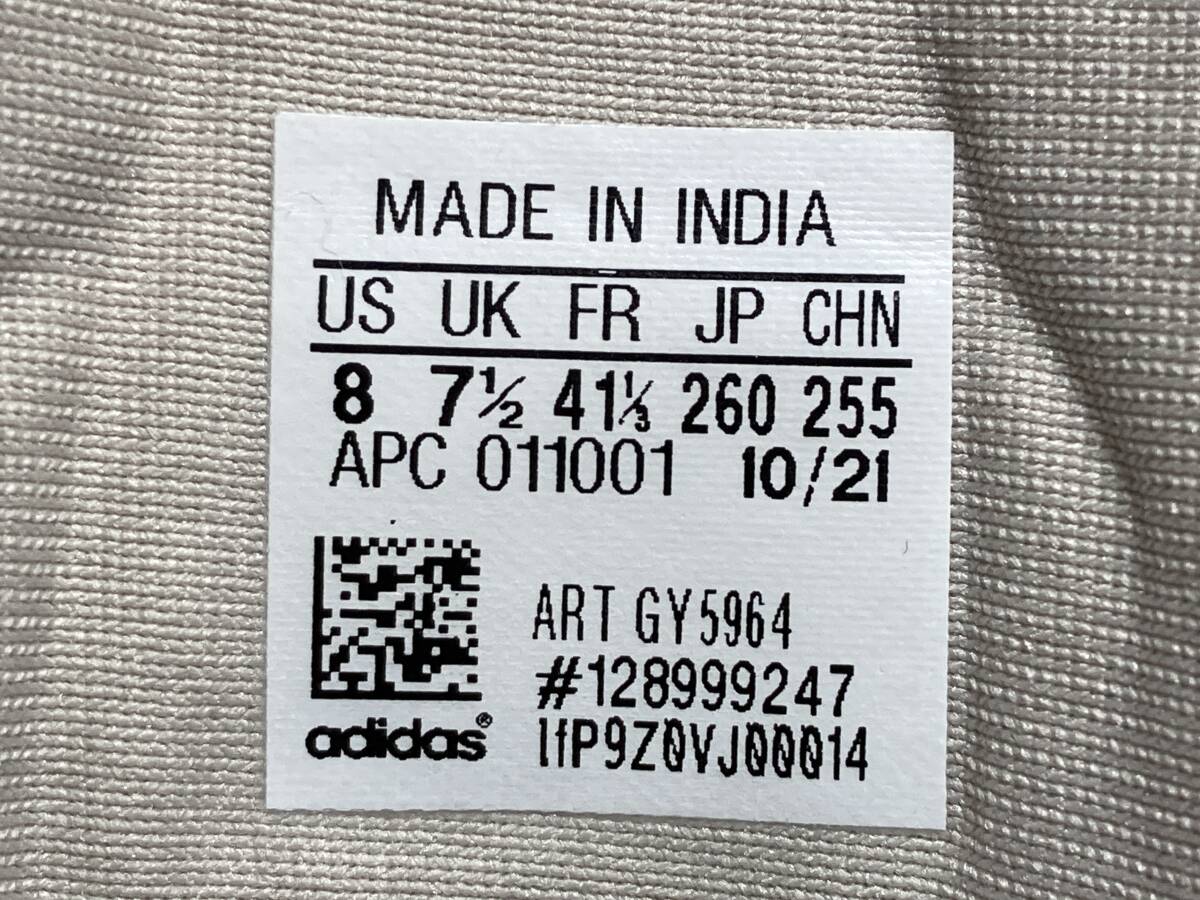 MADE IN INDIA
US UK FR JP CHN
8 7½ 41⅓ 260 255
APC 011001 10/21
ART GY5964
#128999247
1fP9Z0VJ00014
adidas®